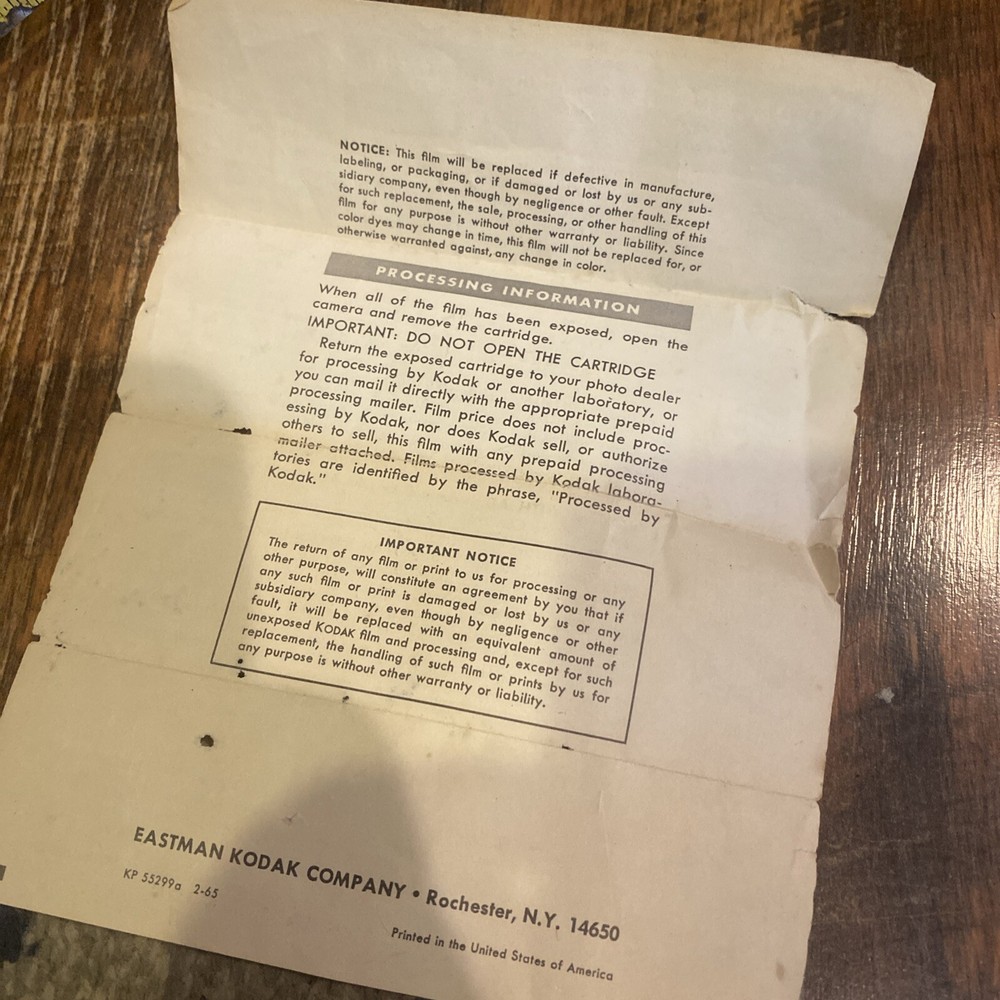 NOTICE: This film will be replaced if defective in manufacture,
labeling, or packaging, or if damaged or lost by us or any sub-
sidiary company, even though by negligence or other fault. Except
for such replacement, the sale, processing, or other handling of this
film for any purpose is without other warranty or liability. Since
color dyes may change in time, this film will not be replaced for, or
otherwise warranted against, any change in color.
PROCESSING INFORMATION
When all of the film has been exposed, open the
camera and remove the cartridge.
IMPORTANT: DO NOT OPEN THE CARTRIDGE
Return the exposed cartridge to your photo dealer
for processing by Kodak or another laboratory, or
you can mail it directly with the appropriate prepaid
processing mailer. Film price does not include proc-
essing by Kodak, nor does Kodak sell, or authorize
others to sell, this film with any prepaid processing
mailer attached. Films processed by Kodak labora-
tories are identified by the phrase, "Processed by
Kodak."
IMPORTANT NOTICE
The return of any film or print to us for processing or any
other purpose, will constitute an agreement by you that if
any such film or print is damaged or lost by us or any
subsidiary company, even though by negligence or other
fault, it will be replaced with an equivalent amount of
unexposed KODAK film and processing and, except for such
replacement, the handling of such film or prints by us for
any purpose is without other warranty or liability.
EASTMAN KODAK COMPANY • Rochester, N.Y. 14650
KP 55299a 2-65
Printed in the United States of America